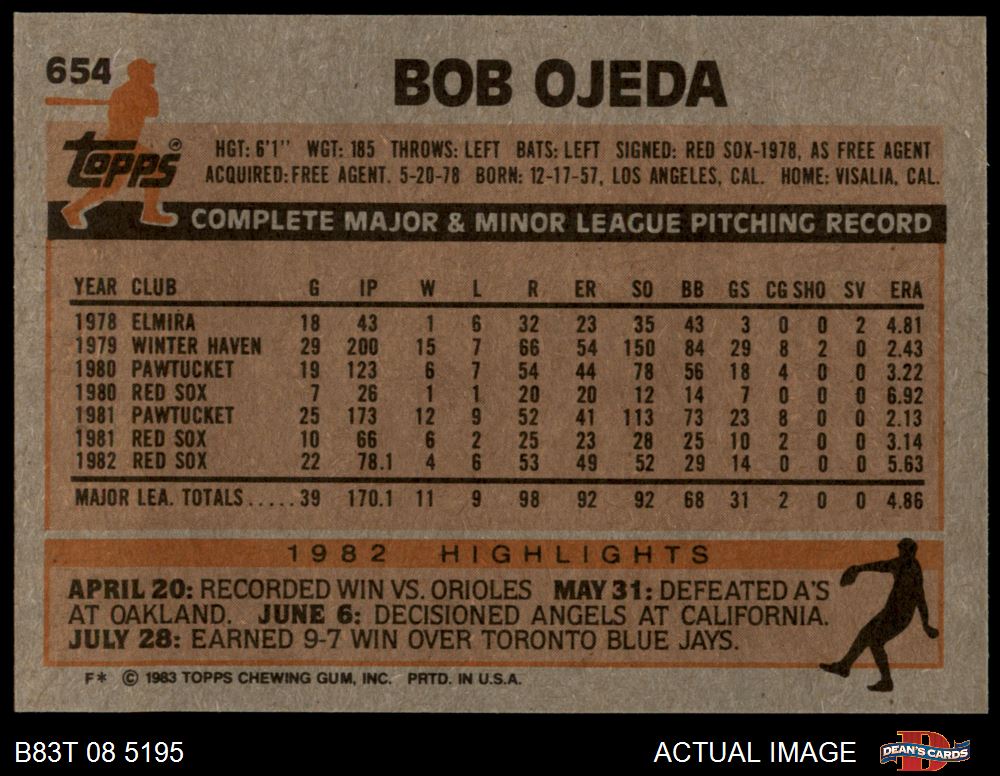 654
BOB OJEDA
topps®
HGT: 6'1" WGT: 185 THROWS: LEFT BATS: LEFT SIGNED: RED SOX-1978, AS FREE AGENT
ACQUIRED: FREE AGENT. 5-20-78 BORN: 12-17-57, LOS ANGELES, CAL. HOME: VISALIA, CAL.
COMPLETE MAJOR & MINOR LEAGUE PITCHING RECORD
YEAR CLUB G IP W L R ER SO BB GS CG SHO SV ERA
1978 ELMIRA 18 43 1 6 32 23 35 43 3 0 0 2 4.81
1979 WINTER HAVEN 29 200 15 7 66 54 150 84 29 8 2 0 2.43
1980 PAWTUCKET 19 123 6 7 54 44 78 56 18 4 0 0 3.22
1980 RED SOX 7 26 1 1 20 20 12 14 7 0 0 0 6.92
1981 PAWTUCKET 25 173 12 9 52 41 113 73 23 8 0 0 2.13
1981 RED SOX 10 66 6 2 25 23 28 25 10 2 0 0 3.14
1982 RED SOX 22 78.1 4 6 53 49 52 29 14 0 0 0 5.63
MAJOR LEA. TOTALS ..... 39 170.1 11 9 98 92 92 68 31 2 0 0 4.86
1982 HIGHLIGHTS
APRIL 20: RECORDED WIN VS. ORIOLES MAY 31: DEFEATED A'S
AT OAKLAND. JUNE 6: DECISIONED ANGELS AT CALIFORNIA.
JULY 28: EARNED 9-7 WIN OVER TORONTO BLUE JAYS.
F* © 1983 TOPPS CHEWING GUM, INC. PRTD. IN U.S.A.
B83T 08 5195
ACTUAL IMAGE
D
DEAN'S CARDS